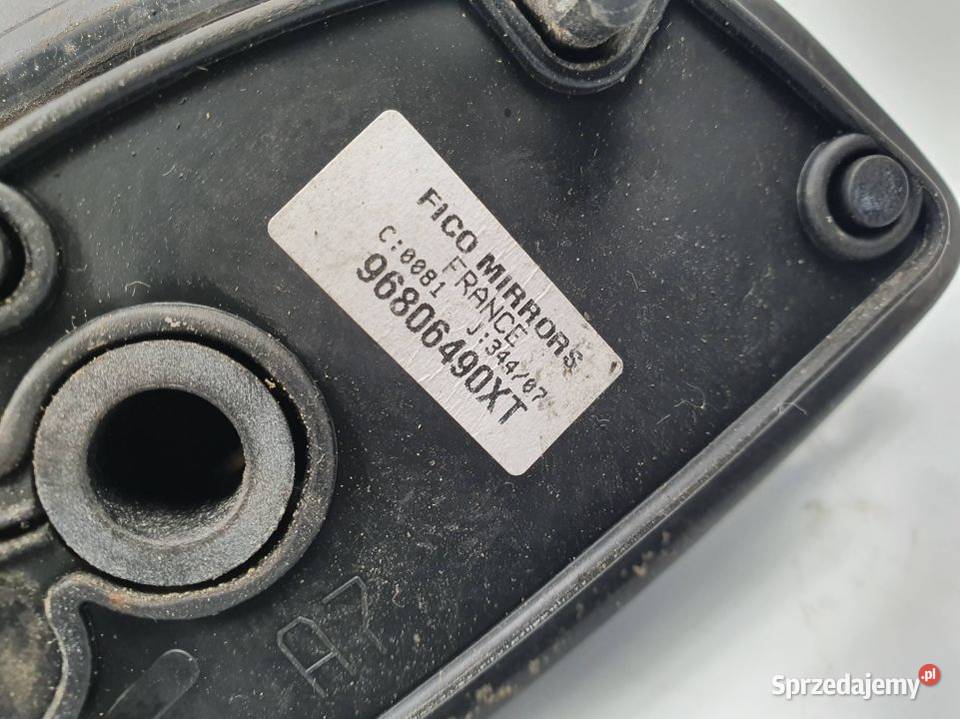 FICO MIRRORS
FRANCE
C:0081 J:344/07
96806490XT
A7
Sprzedajemy.pl